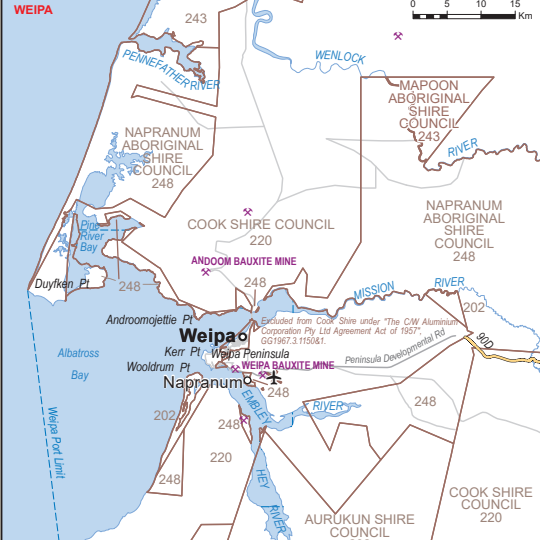 WEIPA
0 5 10 15
Km
243
WENLOCK
PENNEFATHER RIVER
MAPOON
ABORIGINAL
SHIRE
COUNCIL
243
RIVER
NAPRANUM
ABORIGINAL
SHIRE
COUNCIL
248
NAPRANUM
ABORIGINAL
SHIRE
COUNCIL
248
COOK SHIRE COUNCIL
220
Pine
River
Bay
ANDOOM BAUXITE MINE
Duyfken Pt
248
248
MISSION
RIVER
202
Androomojettie Pt
Excluded from Cook Shire under "The C/W Aluminium
Corporation Pty Ltd Agreement Act of 1957",
GG1967.3.1150&1.
Weipa
90D
Peninsula Developmental Rd
Albatross
Bay
Kerr Pt
Weipa Peninsula
Wooldrum Pt
WEIPA BAUXITE MINE
Napranum
248
EMBLEY
RIVER
248
Weipa Port Limit
202
248
220
248
HEY
RIVER
COOK SHIRE
COUNCIL
220
AURUKUN SHIRE
COUNCIL